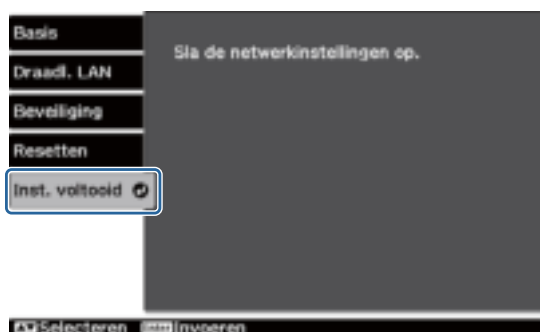 Basis
Sla de netwerkinstellingen op.
Draadl. LAN
Beveiliging
Resetten
Inst. voltooid
Selecteren Invoeren